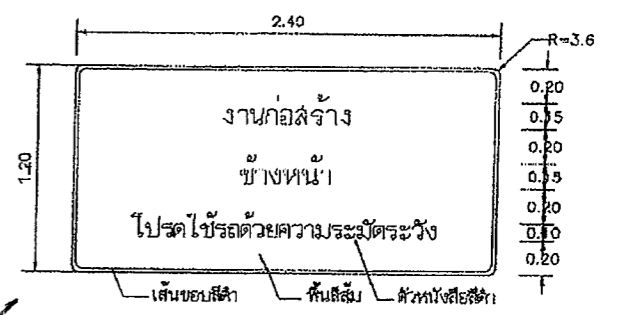 2.40
R=3.6
1.20
0.20
0.15
0.20
0.15
0.20
0.10
0.20
งานก่อสร้าง
ข้างหน้า
โปรดใช้รถด้วยความระมัดระวัง
เส้นขอบสีดำ
พื้นสีส้ม
ตัวหนังสือสีดำ